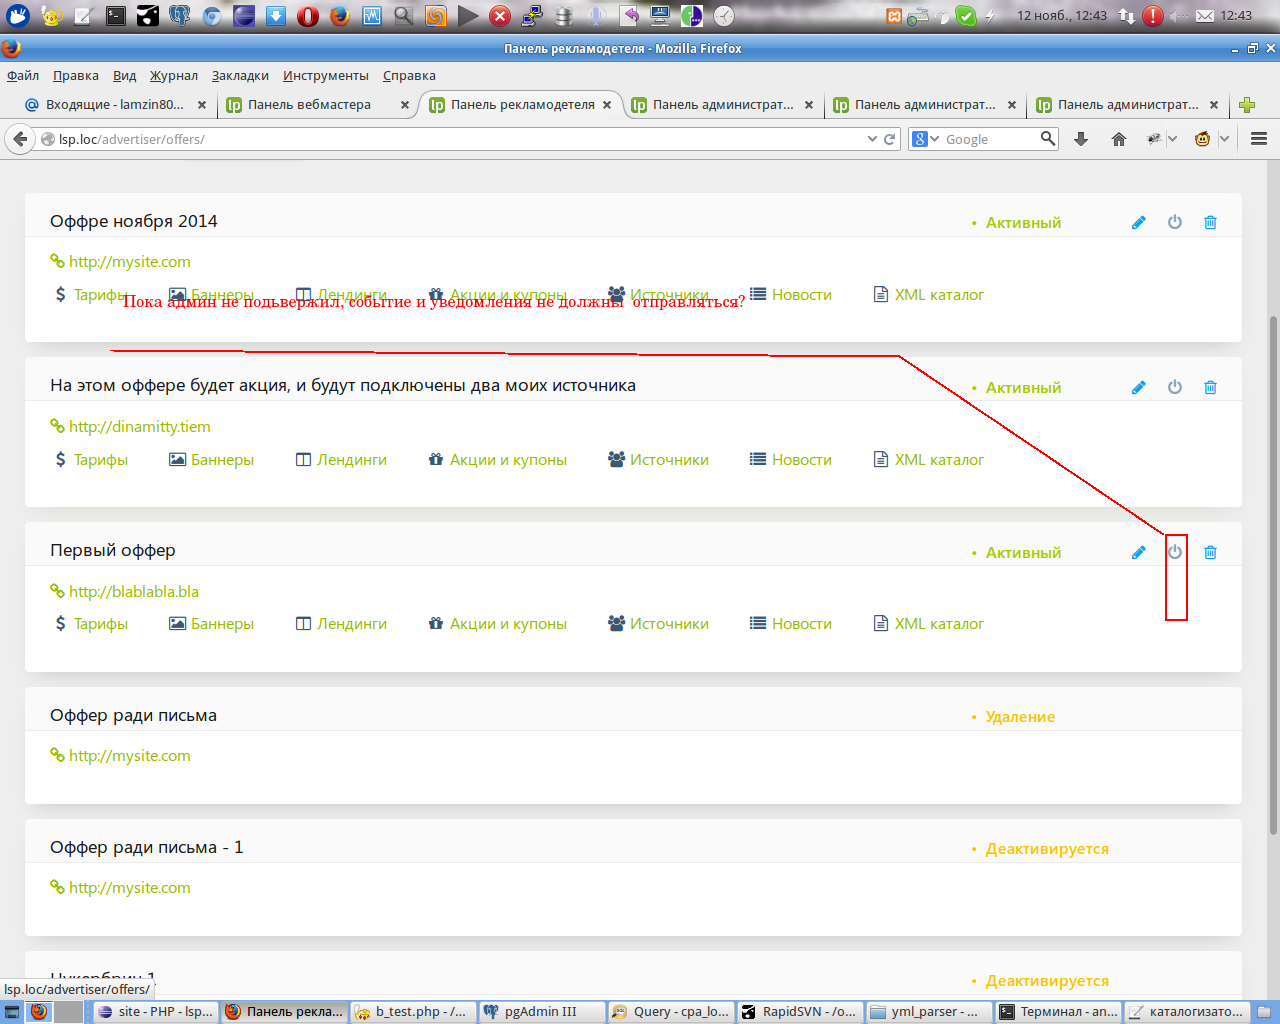 12 нояб., 12:43
12:43
Панель рекламодетеля - Mozilla Firefox
Файл Правка Вид Журнал Закладки Инструменты Справка
Входящие - lamzin80...
Панель вебмастера
Панель рекламодетеля
Панель администрат...
Панель администрат...
Панель администрат...
lsp.loc/advertiser/offers/
Google
Оффре ноября 2014
• Активный
http://mysite.com
Тарифы Баннеры Лендинги Акции и купоны Источники Новости XML каталог
Пока админ не подьвержил, событие и уведомления не должны отправляться?
На этом оффере будет акция, и будут подключены два моих источника
• Активный
http://dinamitty.tiem
Тарифы Баннеры Лендинги Акции и купоны Источники Новости XML каталог
Первый оффер
• Активный
http://blablabla.bla
Тарифы Баннеры Лендинги Акции и купоны Источники Новости XML каталог
Оффер ради письма
• Удаление
http://mysite.com
Оффер ради письма - 1
• Деактивируется
http://mysite.com
• Деактивируется
lsp.loc/advertiser/offers/
site - PHP - lsp...
Панель рекла...
b_test.php - /...
pgAdmin III
Query - cpa_lo...
RapidSVN - /o...
yml_parser - ...
Терминал - an...
каталогизато...